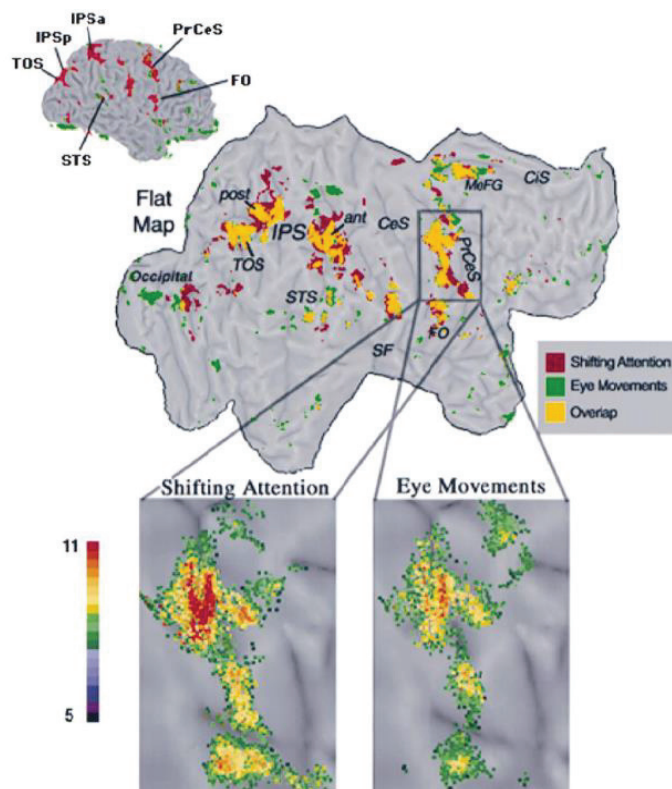 IPSa
IPSp
PrCeS
TOS
FO
STS
Flat
Map
MeFG
CiS
post
IPS
ant
CeS
PrCeS
TOS
Occipital
STS
FO
SF
Shifting Attention
Eye Movements
Overlap
Shifting Attention
Eye Movements
11
5